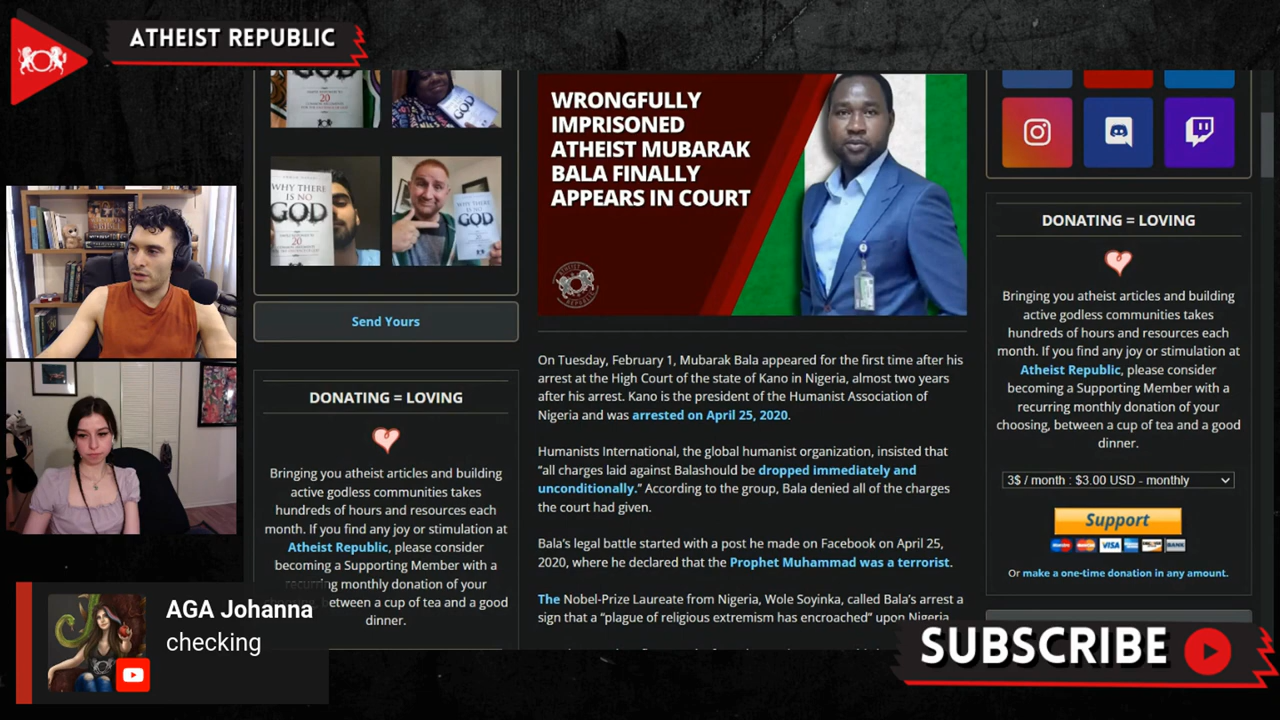 ATHEIST REPUBLIC
GOD
GOD
WHY THERE
IS NO
GOD
20
WHY THERE
IS NO
GOD
20
Send Yours
DONATING = LOVING
Bringing you atheist articles and building
active godless communities takes
hundreds of hours and resources each
month. If you find any joy or stimulation at
Atheist Republic, please consider
becoming a Supporting Member with a
recurring monthly donation of your
between a cup of tea and a good
dinner.
WRONGFULLY
IMPRISONED
ATHEIST MUBARAK
BALA FINALLY
APPEARS IN COURT
On Tuesday, February 1, Mubarak Bala appeared for the first time after his
arrest at the High Court of the state of Kano in Nigeria, almost two years
after his arrest. Kano is the president of the Humanist Association of
Nigeria and was arrested on April 25, 2020.
Humanists International, the global humanist organization, insisted that
“all charges laid against Balashould be dropped immediately and
unconditionally.” According to the group, Bala denied all of the charges
the court had given.
Bala’s legal battle started with a post he made on Facebook on April 25,
2020, where he declared that the Prophet Muhammad was a terrorist.
The Nobel-Prize Laureate from Nigeria, Wole Soyinka, called Bala’s arrest a
sign that a “plague of religious extremism has encroached” upon Nigeria
DONATING = LOVING
Bringing you atheist articles and building
active godless communities takes
hundreds of hours and resources each
month. If you find any joy or stimulation at
Atheist Republic, please consider
becoming a Supporting Member with a
recurring monthly donation of your
choosing, between a cup of tea and a good
dinner.
3$ / month : $3.00 USD - monthly
Support
VISA
BANK
Or make a one-time donation in any amount.
AGA Johanna
checking
SUBSCRIBE